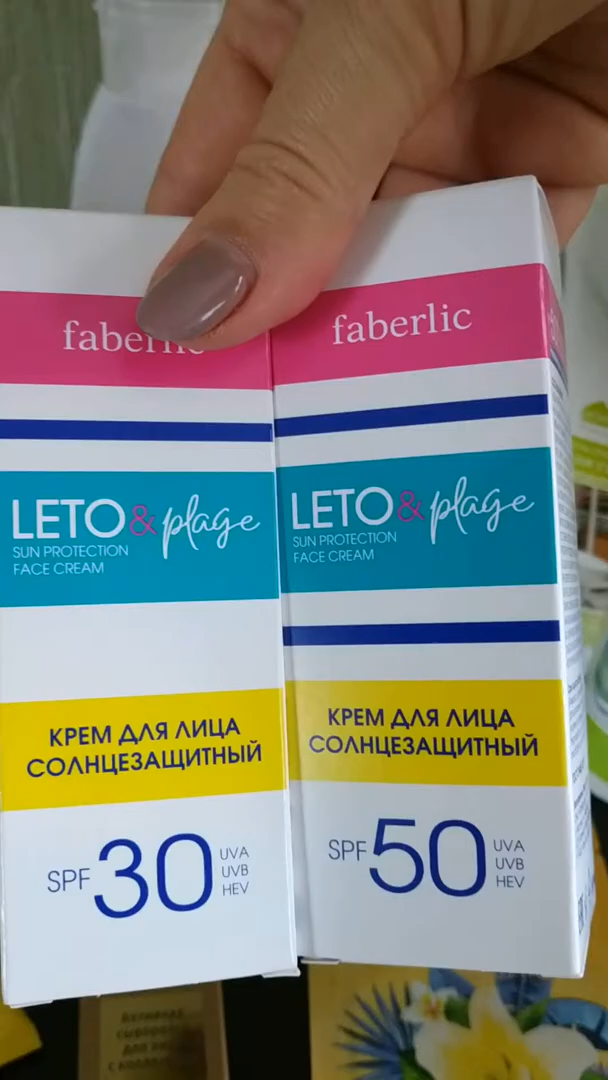 faberlic
LETO & plage
SUN PROTECTION
FACE CREAM
КРЕМ ДЛЯ ЛИЦА
СОЛНЦЕЗАЩИТНЫЙ
SPF 30 UVA
UVB
HEV
faberlic
LETO & plage
SUN PROTECTION
FACE CREAM
КРЕМ ДЛЯ ЛИЦА
СОЛНЦЕЗАЩИТНЫЙ
SPF 50 UVA
UVB
HEV